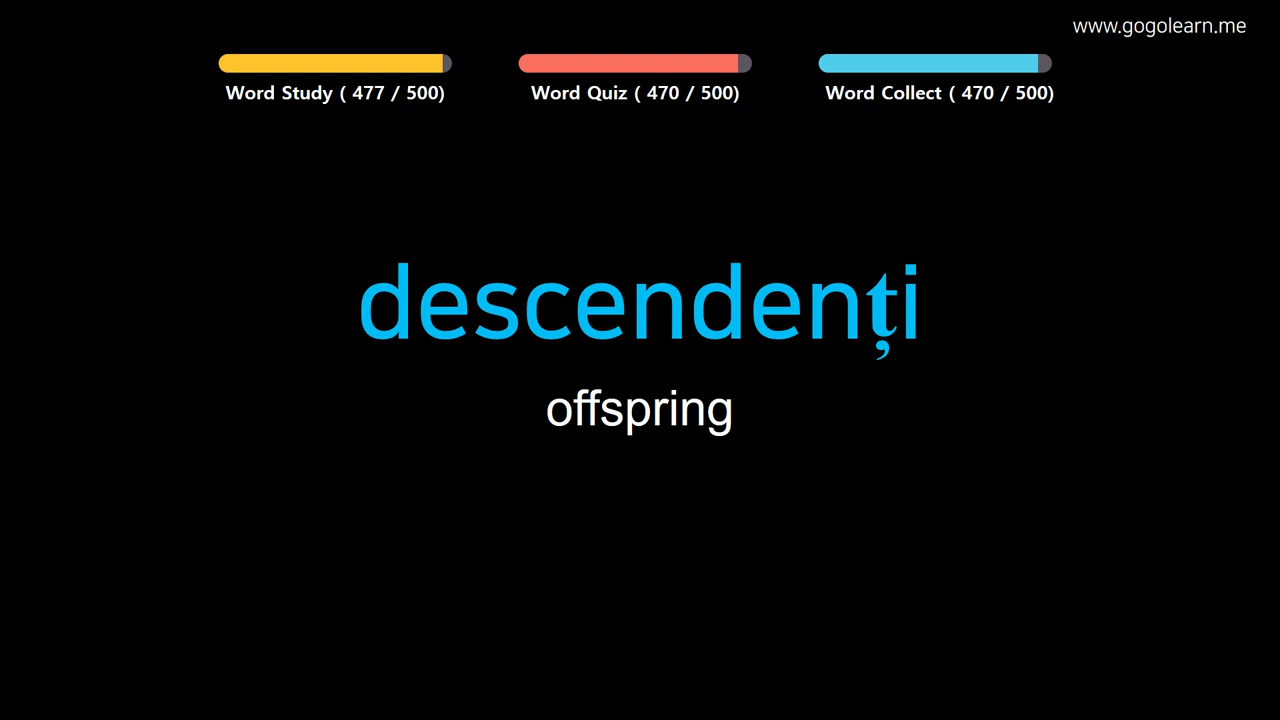 www.gogolearn.me
Word Study ( 477 / 500)
Word Quiz ( 470 / 500)
Word Collect ( 470 / 500)
descendenți
offspring